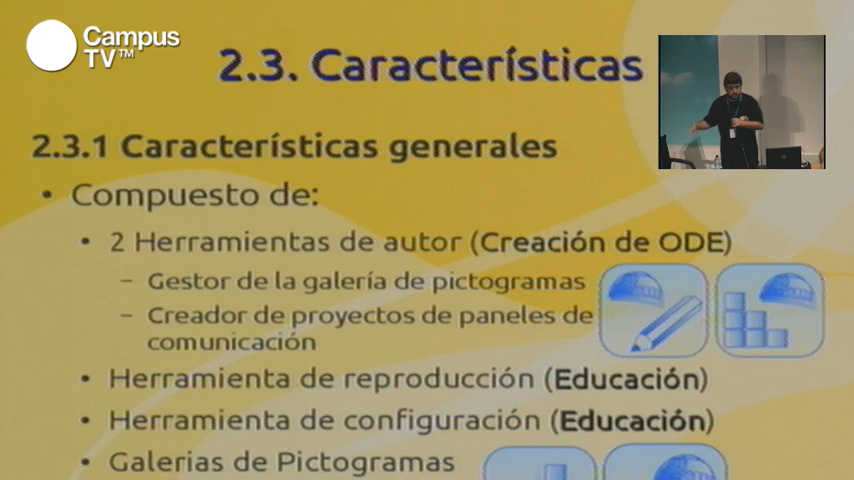 Campus
TV™
2.3. Características
2.3.1 Características generales
• Compuesto de:
• 2 Herramientas de autor (Creación de ODE)
– Gestor de la galería de pictogramas
– Creador de proyectos de paneles de
comunicación
• Herramienta de reproducción (Educación)
• Herramienta de configuración (Educación)
• Galerias de Pictogramas